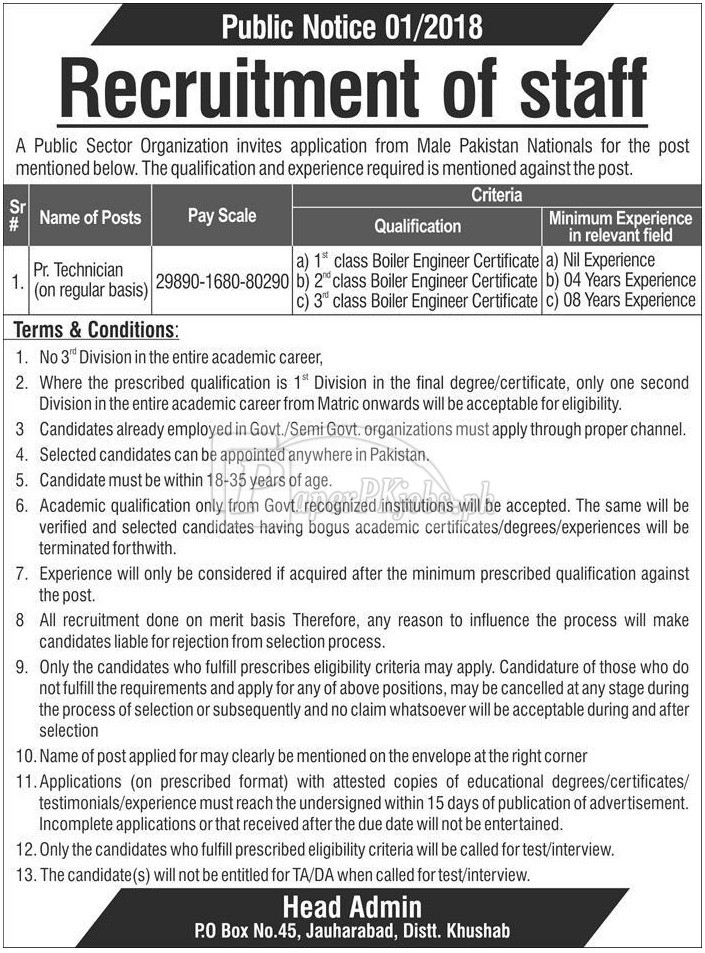 Public Notice 01/2018
Recruitment of staff
A Public Sector Organization invites application from Male Pakistan Nationals for the post
mentioned below. The qualification and experience required is mentioned against the post.
Sr # Name of Posts Pay Scale Criteria
Qualification Minimum Experience in relevant field
1. Pr. Technician (on regular basis) 29890-1680-80290
a) 1st class Boiler Engineer Certificate a) Nil Experience
b) 2nd class Boiler Engineer Certificate b) 04 Years Experience
c) 3rd class Boiler Engineer Certificate c) 08 Years Experience
Terms & Conditions:
1. No 3rd Division in the entire academic career,
2. Where the prescribed qualification is 1st Division in the final degree/certificate, only one second
Division in the entire academic career from Matric onwards will be acceptable for eligibility.
3 Candidates already employed in Govt./Semi Govt. organizations must apply through proper channel.
4. Selected candidates can be appointed anywhere in Pakistan.
5. Candidate must be within 18-35 years of age.
6. Academic qualification only from Govt. recognized institutions will be accepted. The same will be
verified and selected candidates having bogus academic certificates/degrees/experiences will be
terminated forthwith.
PaperPkjobs.pk
7. Experience will only be considered if acquired after the minimum prescribed qualification against
the post.
8 All recruitment done on merit basis Therefore, any reason to influence the process will make
candidates liable for rejection from selection process.
9. Only the candidates who fulfill prescribes eligibility criteria may apply. Candidature of those who do
not fulfill the requirements and apply for any of above positions, may be cancelled at any stage during
the process of selection or subsequently and no claim whatsoever will be acceptable during and after
selection
10. Name of post applied for may clearly be mentioned on the envelope at the right corner
11. Applications (on prescribed format) with attested copies of educational degrees/certificates/
testimonials/experience must reach the undersigned within 15 days of publication of advertisement.
Incomplete applications or that received after the due date will not be entertained.
12. Only the candidates who fulfill prescribed eligibility criteria will be called for test/interview.
13. The candidate(s) will not be entitled for TA/DA when called for test/interview.
Head Admin
P.O Box No.45, Jauharabad, Distt. Khushab